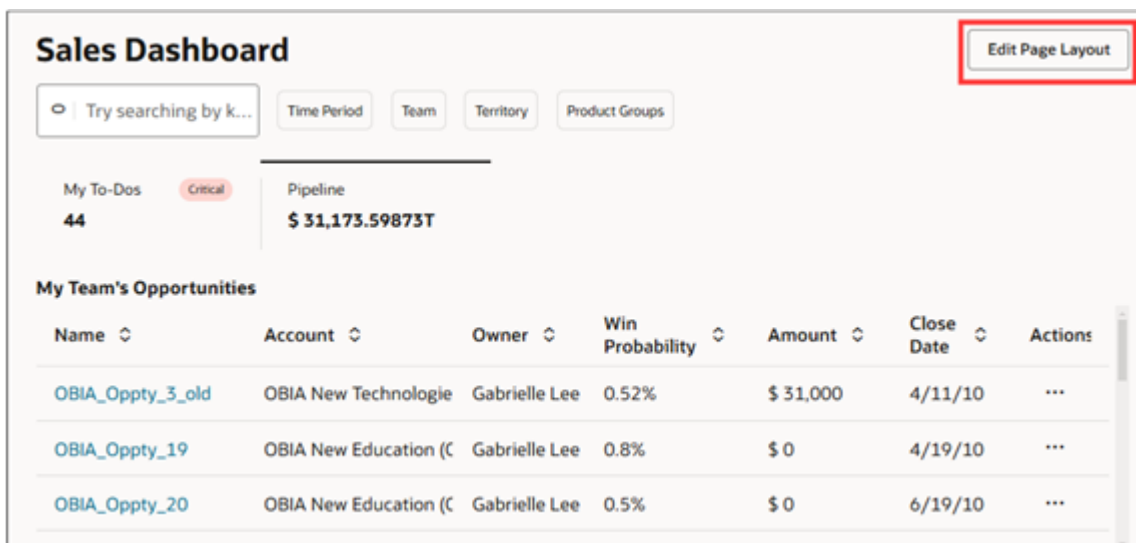 Sales Dashboard
Edit Page Layout
Try searching by k...
Time Period
Team
Territory
Product Groups
My To-Dos
Critical
Pipeline
44
$ 31,173.59873T
My Team's Opportunities
Name Account Owner Win Probability Amount Close Date Actions
OBIA_Oppty_3_old OBIA New Technologie Gabrielle Lee 0.52% $ 31,000 4/11/10 ...
OBIA_Oppty_19 OBIA New Education (C Gabrielle Lee 0.8% $ 0 4/19/10 ...
OBIA_Oppty_20 OBIA New Education (C Gabrielle Lee 0.5% $ 0 6/19/10 ...